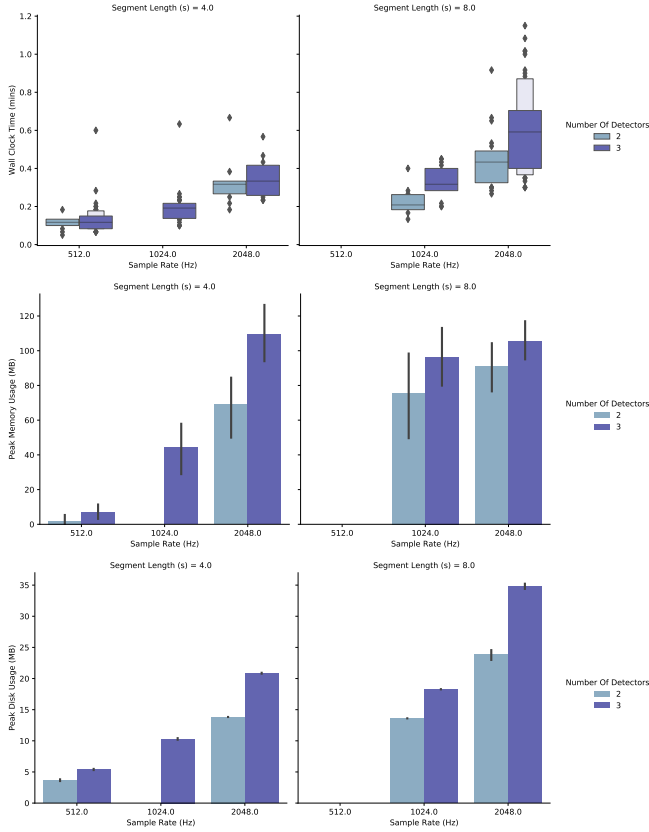 Segment Length (s) = 4.0
Segment Length (s) = 8.0
1.2
1.0
0.8
0.6
0.4
0.2
0.0
Wall Clock Time (mins)
512.0
1024.0
2048.0
Sample Rate (Hz)
512.0
1024.0
2048.0
Sample Rate (Hz)
Number Of Detectors
2
3
Segment Length (s) = 4.0
Segment Length (s) = 8.0
120
100
80
60
40
20
0
Peak Memory Usage (MB)
512.0
1024.0
2048.0
Sample Rate (Hz)
512.0
1024.0
2048.0
Sample Rate (Hz)
Number Of Detectors
2
3
Segment Length (s) = 4.0
Segment Length (s) = 8.0
35
30
25
20
15
10
5
0
Peak Disk Usage (MB)
512.0
1024.0
2048.0
Sample Rate (Hz)
512.0
1024.0
2048.0
Sample Rate (Hz)
Number Of Detectors
2
3